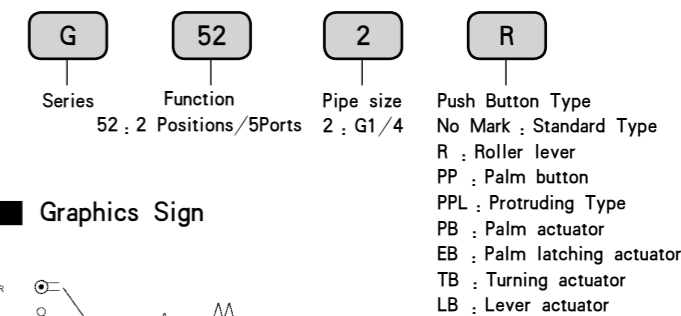 G 52 2 R
Series Function Pipe size Push Button Type
52 : 2 Positions/5Ports 2 : G1/4 No Mark : Standard Type
R : Roller lever
PP : Palm button
PPL : Protruding Type
PB : Palm actuator
EB : Palm latching actuator
TB : Turning actuator
LB : Lever actuator
Graphics Sign
R